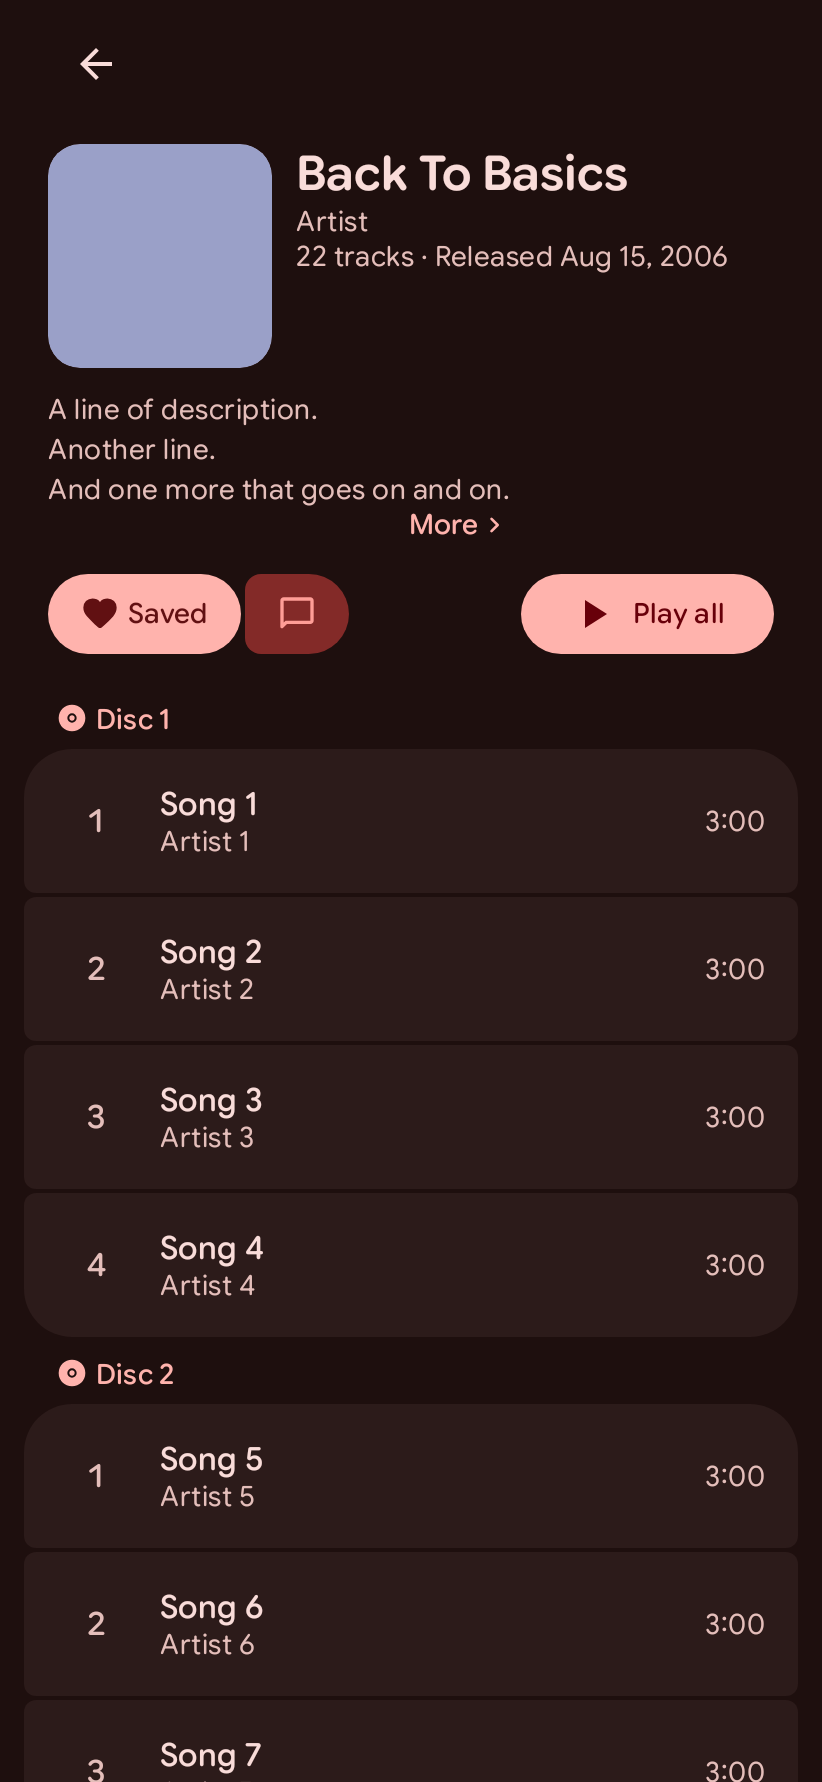 Back To Basics
Artist
22 tracks · Released Aug 15, 2006
A line of description.
Another line.
And one more that goes on and on.
More
Saved
Play all
Disc 1
1
Song 1
Artist 1
3:00
2
Song 2
Artist 2
3:00
3
Song 3
Artist 3
3:00
4
Song 4
Artist 4
3:00
Disc 2
1
Song 5
Artist 5
3:00
2
Song 6
Artist 6
3:00
3
Song 7
3:00